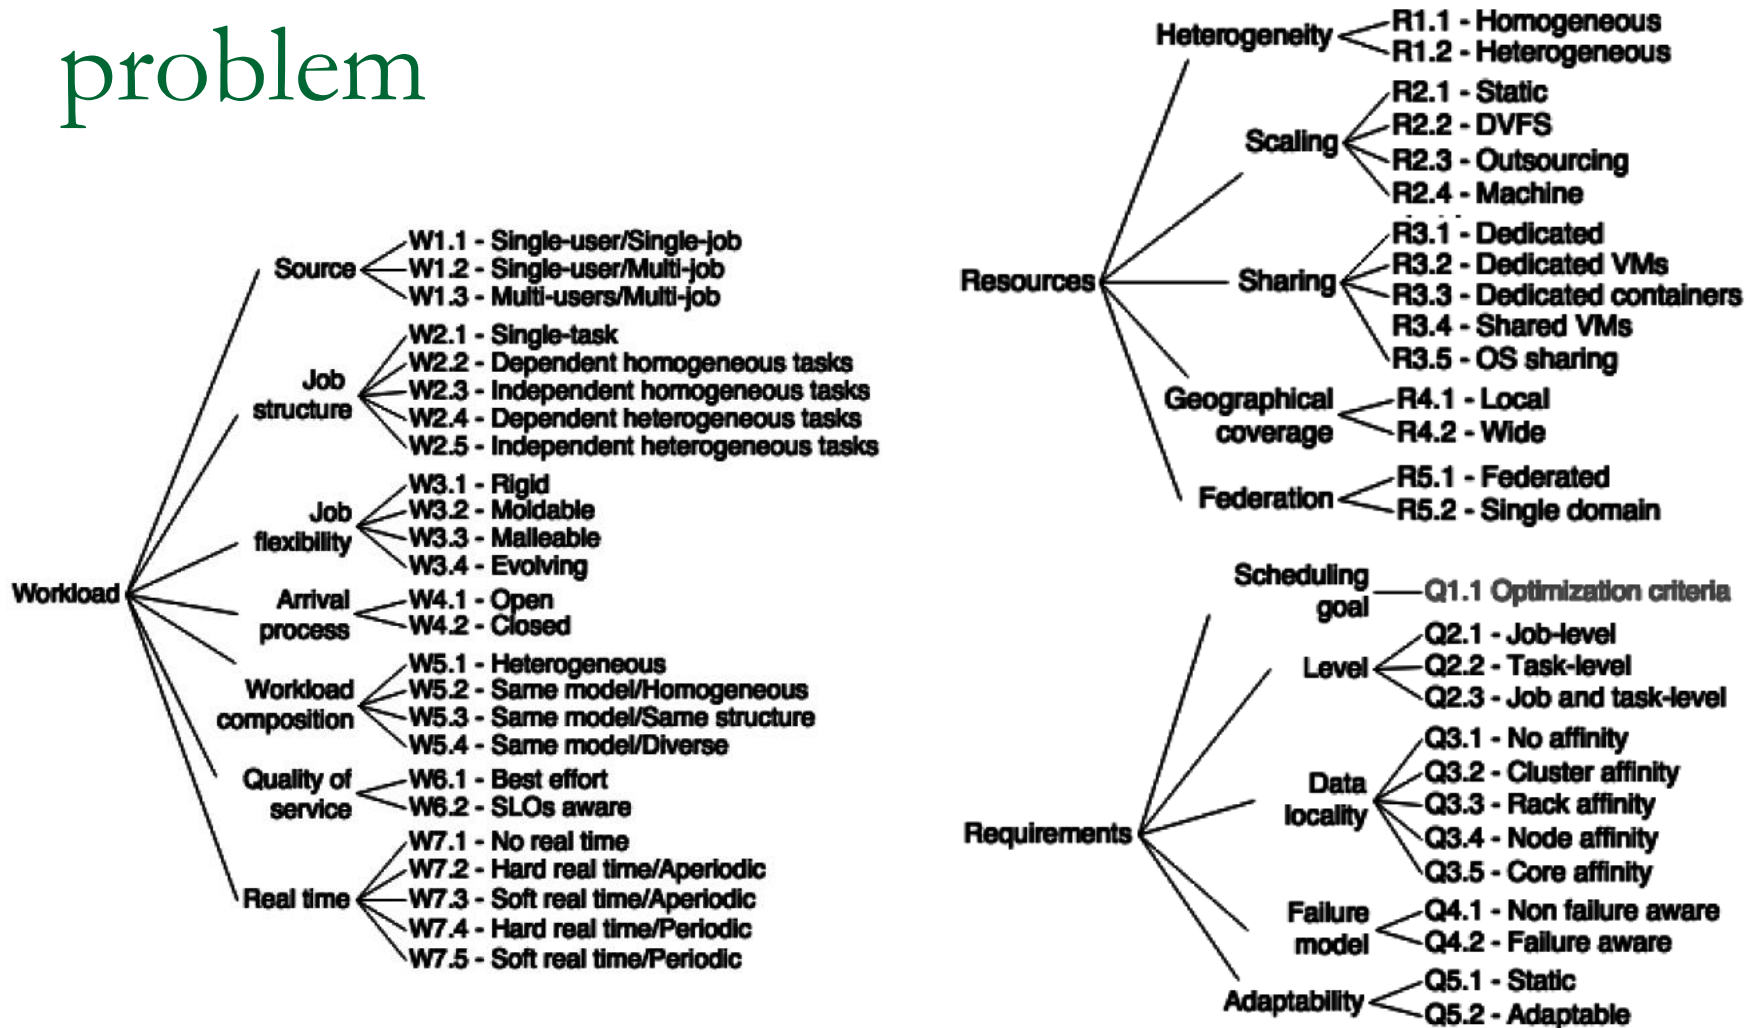 problem
Workload
Source
W1.1 - Single-user/Single-job
W1.2 - Single-user/Multi-job
W1.3 - Multi-users/Multi-job
Job
structure
W2.1 - Single-task
W2.2 - Dependent homogeneous tasks
W2.3 - Independent homogeneous tasks
W2.4 - Dependent heterogeneous tasks
W2.5 - Independent heterogeneous tasks
Job
flexibility
W3.1 - Rigid
W3.2 - Moldable
W3.3 - Malleable
W3.4 - Evolving
Arrival
process
W4.1 - Open
W4.2 - Closed
Workload
composition
W5.1 - Heterogeneous
W5.2 - Same model/Homogeneous
W5.3 - Same model/Same structure
W5.4 - Same model/Diverse
Quality of
service
W6.1 - Best effort
W6.2 - SLOs aware
Real time
W7.1 - No real time
W7.2 - Hard real time/Aperiodic
W7.3 - Soft real time/Aperiodic
W7.4 - Hard real time/Periodic
W7.5 - Soft real time/Periodic
Resources
Heterogeneity
R1.1 - Homogeneous
R1.2 - Heterogeneous
Scaling
R2.1 - Static
R2.2 - DVFS
R2.3 - Outsourcing
R2.4 - Machine
Sharing
R3.1 - Dedicated
R3.2 - Dedicated VMs
R3.3 - Dedicated containers
R3.4 - Shared VMs
R3.5 - OS sharing
Geographical
coverage
R4.1 - Local
R4.2 - Wide
Federation
R5.1 - Federated
R5.2 - Single domain
Requirements
Scheduling
goal
Q1.1 Optimization criteria
Level
Q2.1 - Job-level
Q2.2 - Task-level
Q2.3 - Job and task-level
Data
locality
Q3.1 - No affinity
Q3.2 - Cluster affinity
Q3.3 - Rack affinity
Q3.4 - Node affinity
Q3.5 - Core affinity
Failure
model
Q4.1 - Non failure aware
Q4.2 - Failure aware
Adaptability
Q5.1 - Static
Q5.2 - Adaptable